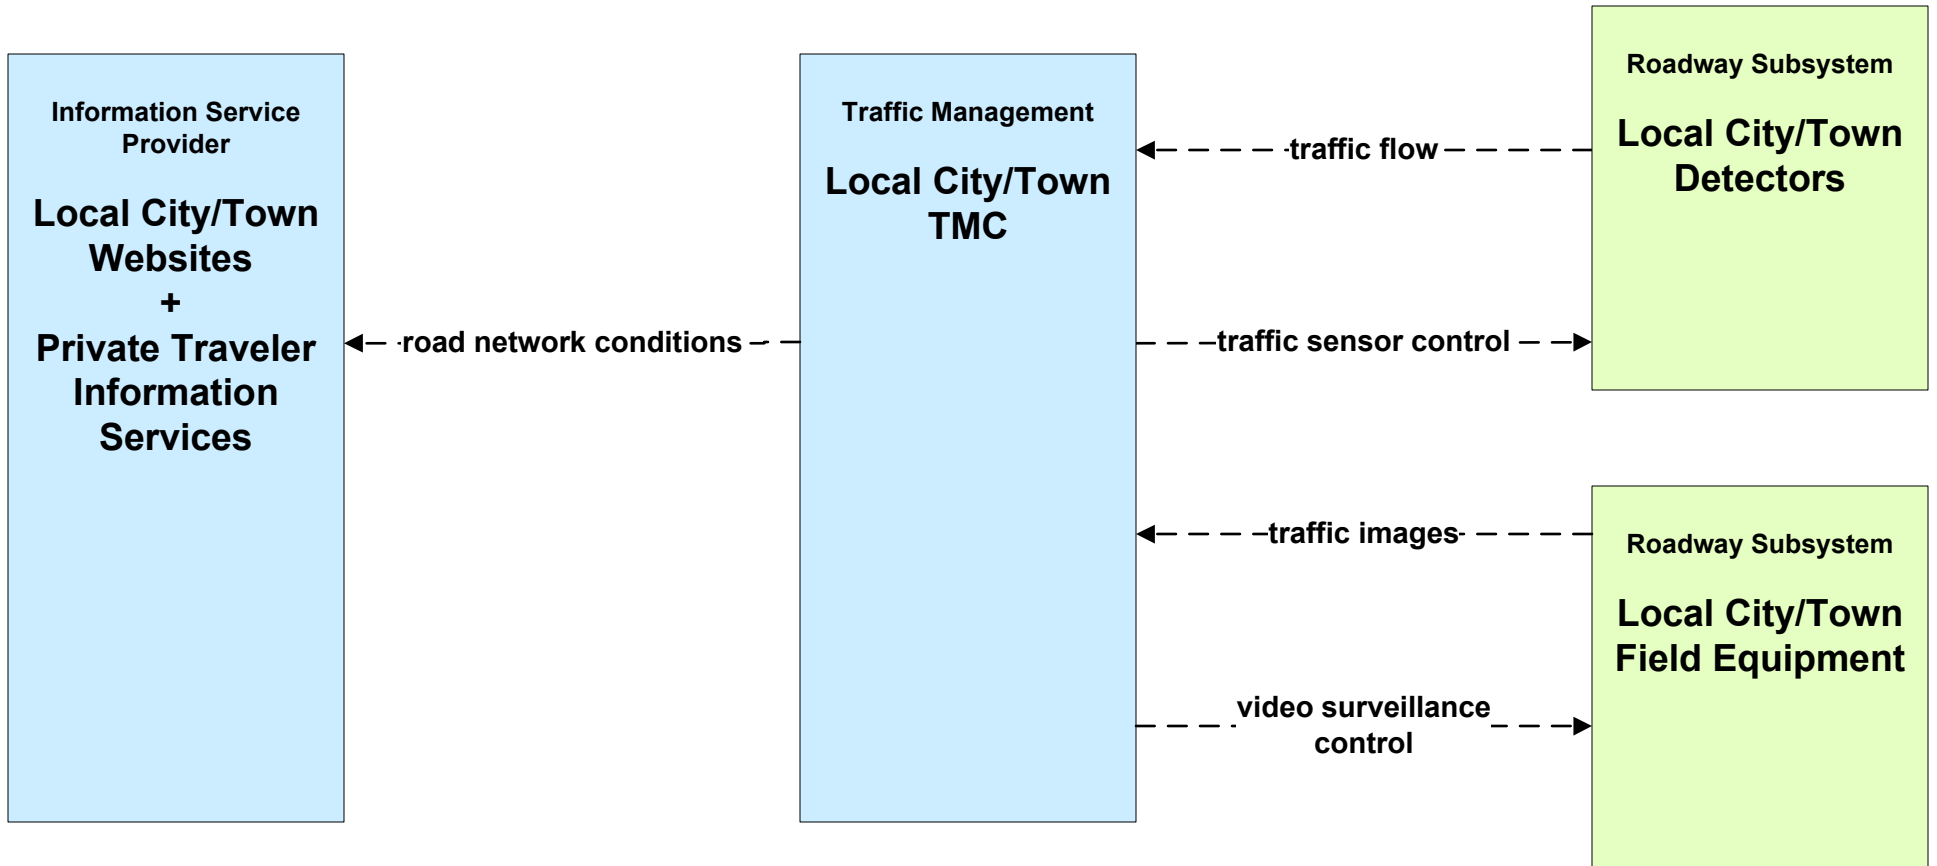 Information Service
Provider
Local City/Town
Websites
+
Private Traveler
Information
Services
road network conditions
Traffic Management
Local City/Town
TMC
traffic flow
traffic sensor control
traffic images
video surveillance
control
Roadway Subsystem
Local City/Town
Detectors
Roadway Subsystem
Local City/Town
Field Equipment